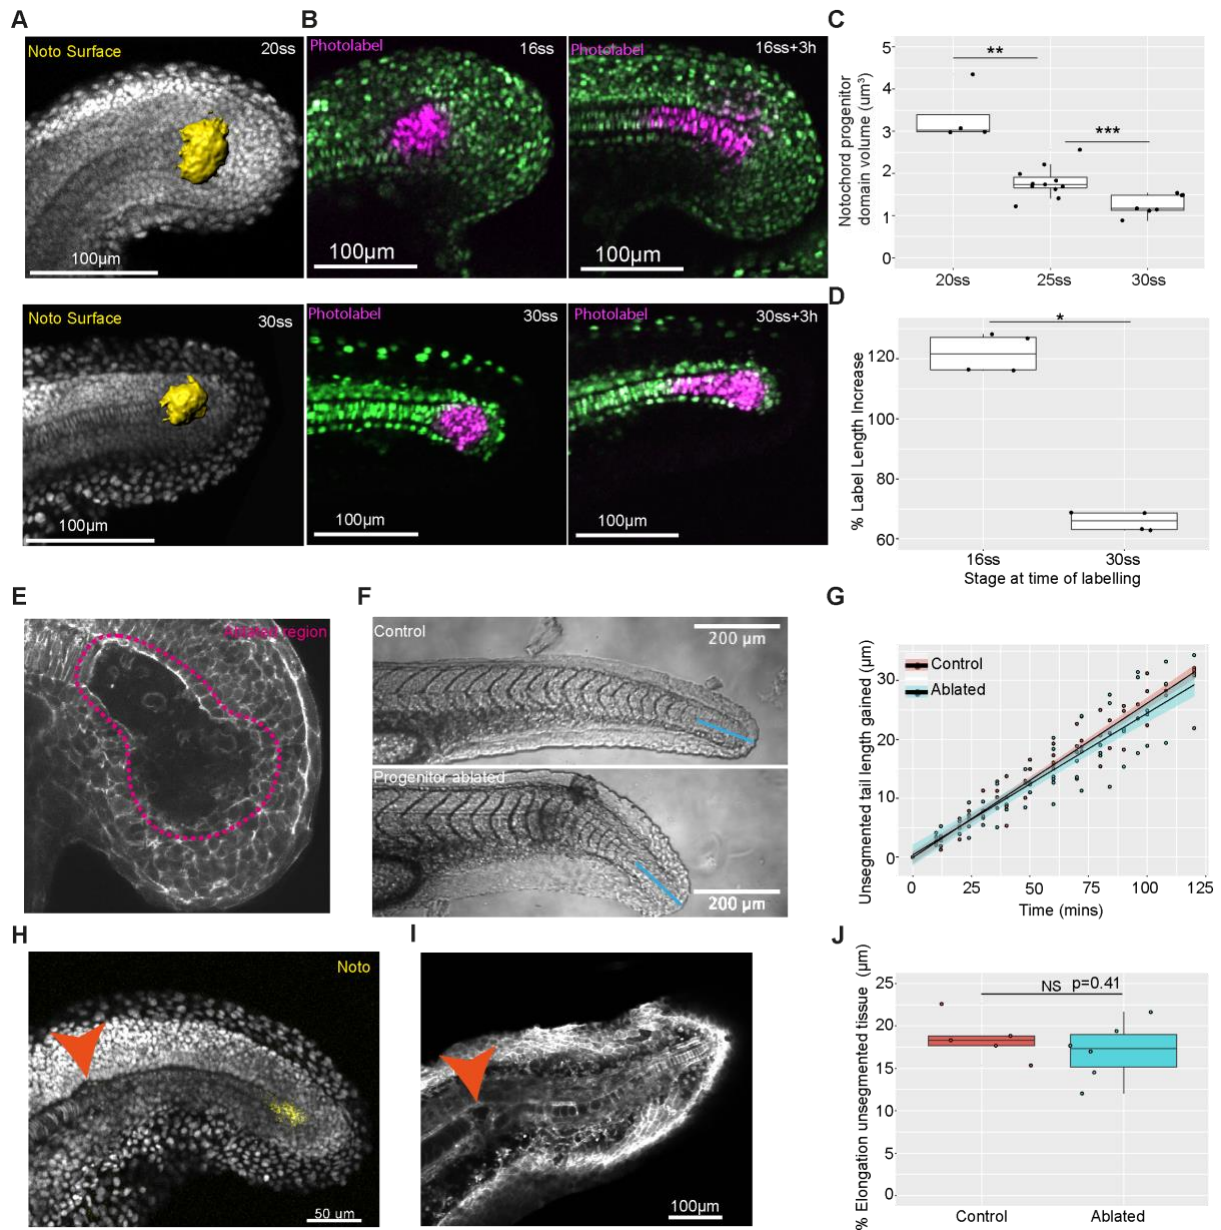 A
Noto Surface
20ss
100µm
B
Photolabel
16ss
100µm
Photolabel
16ss+3h
100µm
C
Notochord progenitor
domain volume (um³)
5
4
3
2
1
0
**
***
20ss
25ss
30ss
Noto Surface
30ss
100µm
Photolabel
30ss
100µm
30ss+3h
Photolabel
100µm
D
% Label Length Increase
120
100
80
60
*
16ss
30ss
Stage at time of labelling
E
Ablated region
F
Control
200 µm
Progenitor ablated
200 µm
G
Unsegmented tail length gained (µm)
30
20
10
0
Control
Ablated
0
25
50
75
100
125
Time (mins)
H
Noto
50 um
I
100µm
J
% Elongation unsegmented tissue (µm)
25
20
15
10
5
0
NS p=0.41
Control
Ablated